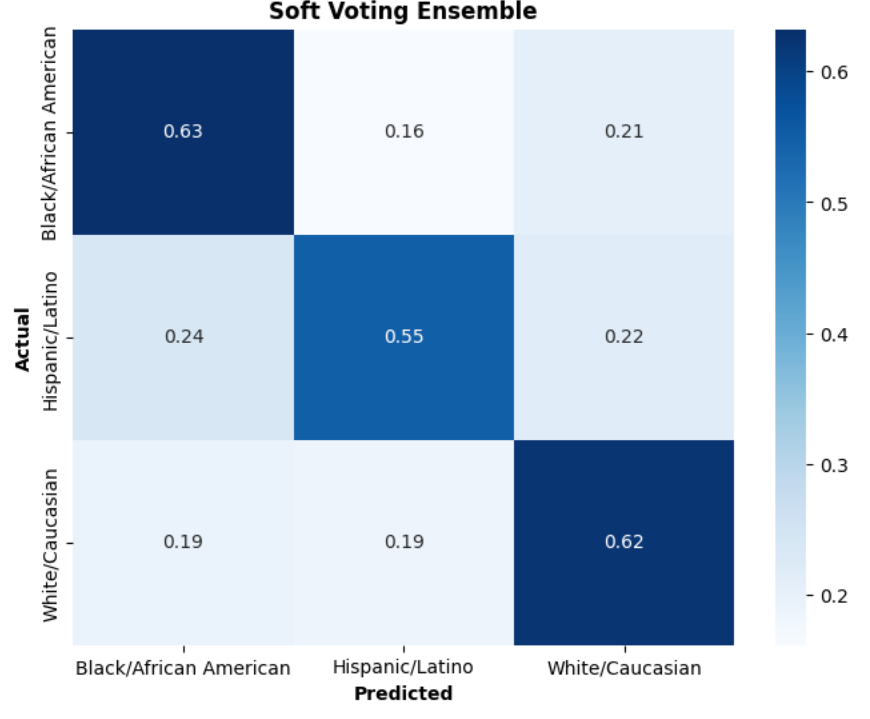 Soft Voting Ensemble
Actual
Black/African American
Hispanic/Latino
White/Caucasian
0.63 0.16 0.21
0.24 0.55 0.22
0.19 0.19 0.62
Black/African American Hispanic/Latino White/Caucasian
Predicted
0.6
0.5
0.4
0.3
0.2